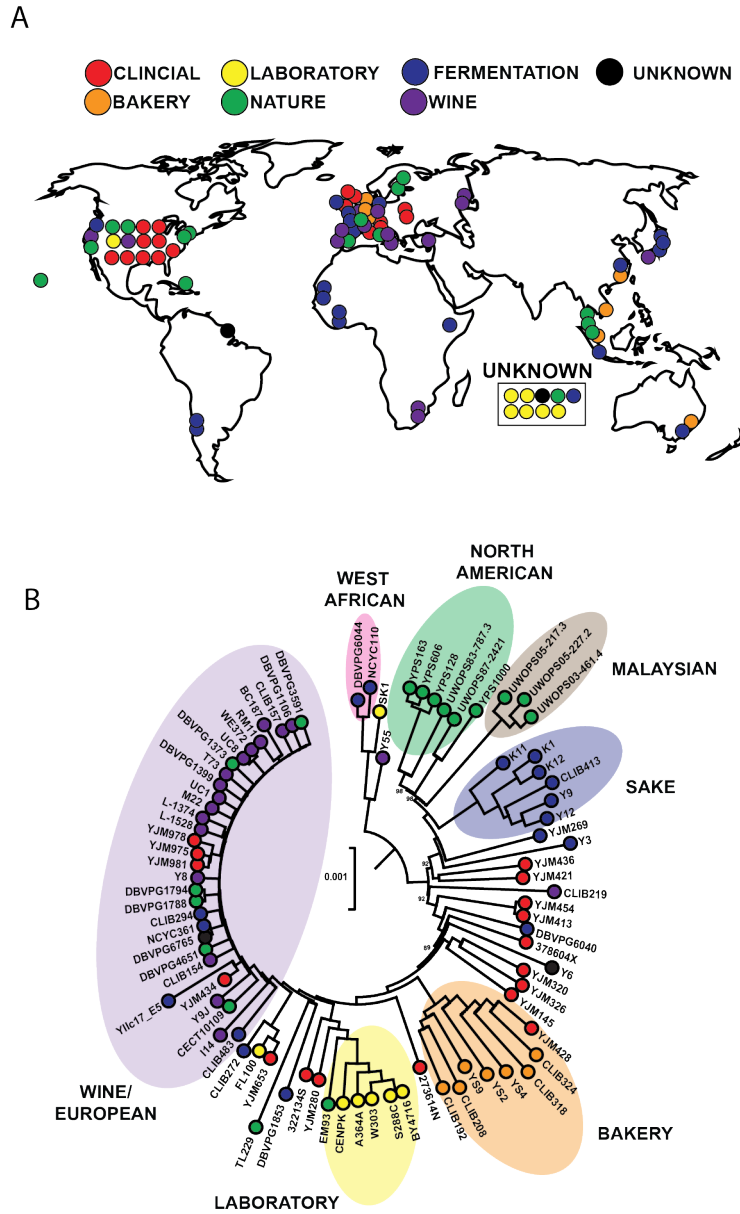 A
CLINCIAL
LABORATORY
FERMENTATION
UNKNOWN
BAKERY
NATURE
WINE
UNKNOWN
B
WEST
AFRICAN
NORTH
AMERICAN
MALAYSIAN
SAKE
BAKERY
LABORATORY
WINE/
EUROPEAN
0.001
DBVPG6044
NCYC110
SK1
Y55
YPS163
YPS606
YPS128
UWOPS83-787.3
UWOPS87-2421
YPS1000
UWOPS05-217.3
UWOPS05-227.2
UWOPS03-461.4
K11
K1
K12
CLIB413
Y9
Y12
YJM269
Y3
YJM436
YJM421
CLIB219
YJM454
YJM413
DBVPG6040
378604X
Y6
YJM320
YJM326
YJM145
YJM428
CLIB324
CLIB318
YS4
YS2
YS9
CLIB208
CLIB192
273614N
BY4716
S288C
W303
A364A
CENPK
EM93
YJM280
322134S
DBVPG1853
TL229
YJM653
FL100
CLIB272
CLIB483
I14
CECT10109
Y9J
YJM434
YIIc17_E5
CLIB154
DBVPG4651
DBVPG6765
NCYC361
CLIB294
DBVPG1788
DBVPG1794
Y8
YJM981
YJM975
YJM978
L-1528
L-1374
M22
UC1
DBVPG1399
T73
DBVPG1373
UC8
WE372
RM11
BC187
CLIB157
DBVPG1106
DBVPG3591
98
98
92
92
89